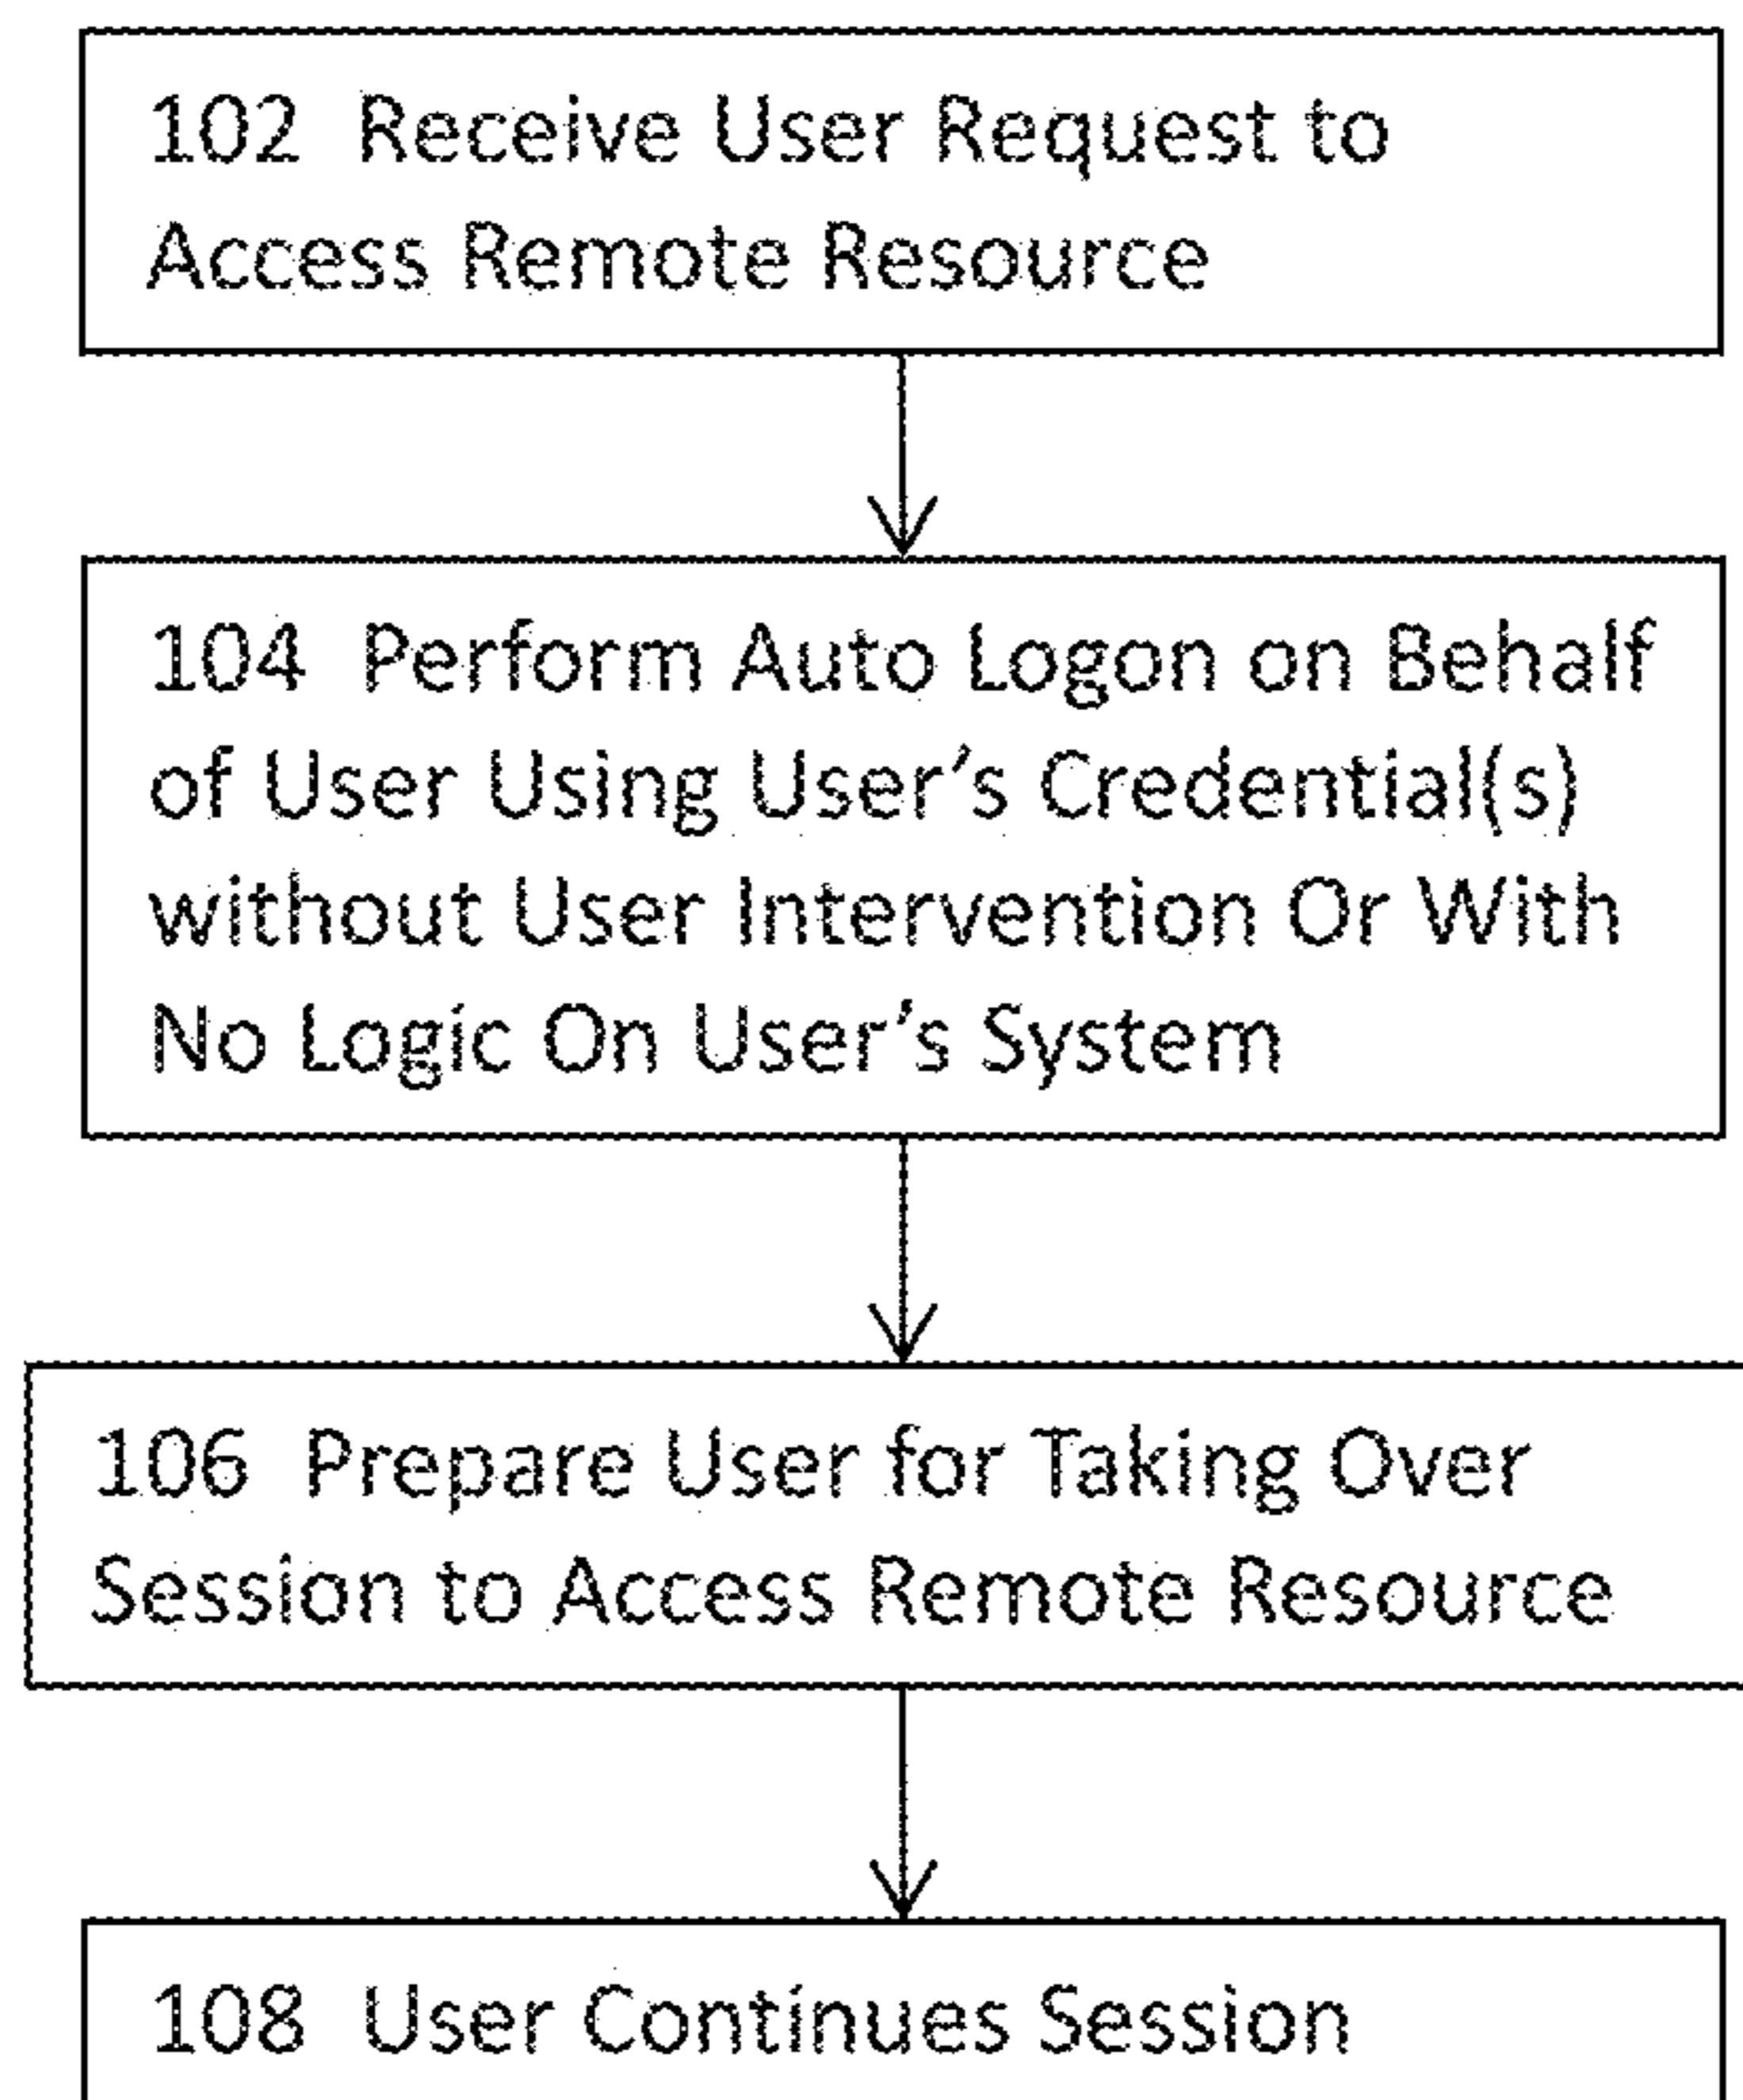 102 Receive User Request to
Access Remote Resource
104 Perform Auto Logon on Behalf
of User Using User's Credential(s)
without User Intervention Or With
No Logic On User's System
106 Prepare User for Taking Over
Session to Access Remote Resource
108 User Continues Session